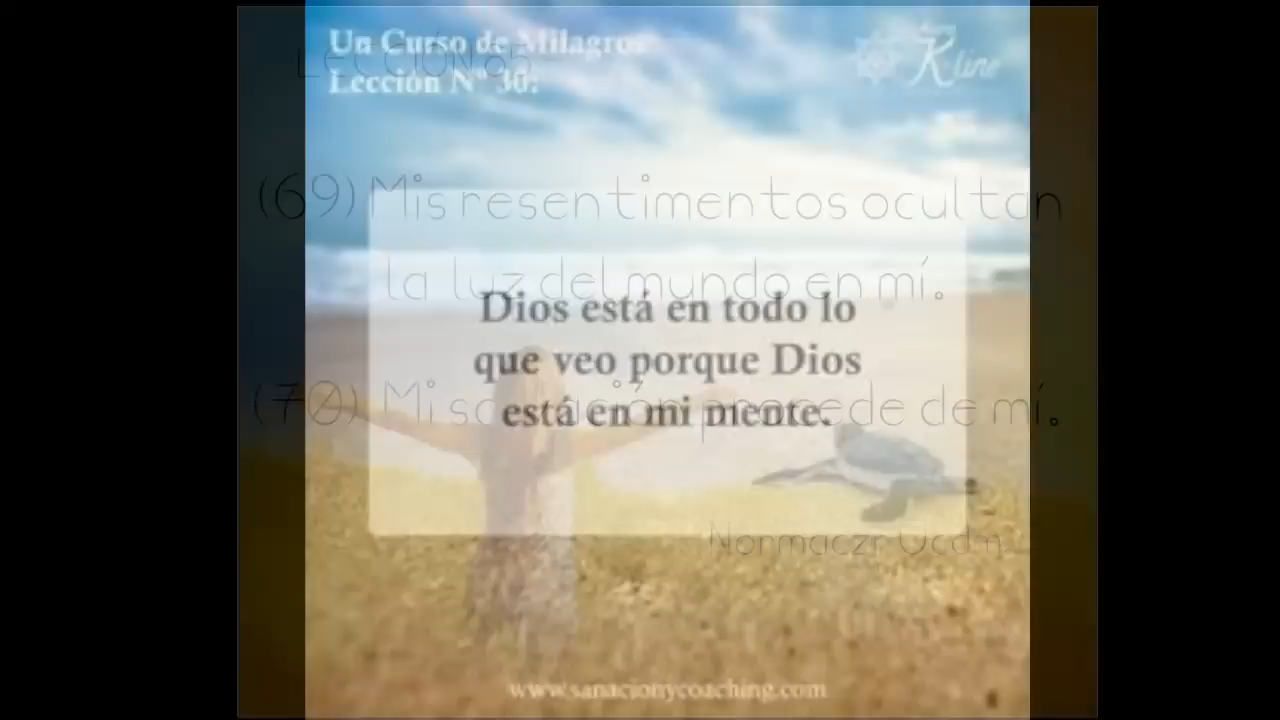 Un Curso de Milagros
Lección Nº 30:
K-line
LECCIÓN
(69) Mis resentimientos ocultan
la luz del mundo en mí.
Dios está en todo lo
que veo porque Dios
está en mi mente.
(70) Mi procede de mí.
Normaczr Ucdm
www.sanacionycoaching.com